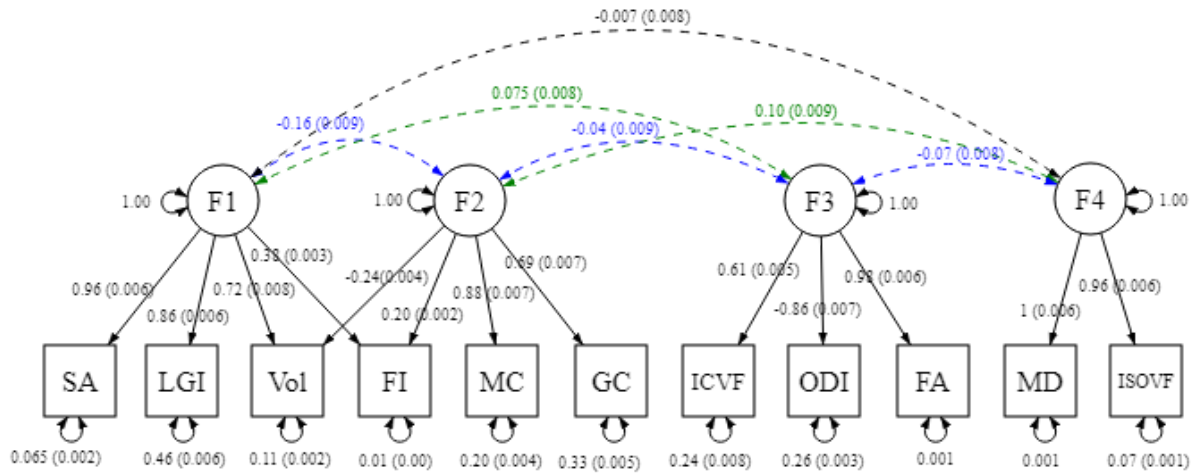 -0.007 (0.008)
0.075 (0.008)
0.10 (0.009)
-0.16 (0.009)
-0.04 (0.009)
-0.07 (0.008)
1.00
F1
1.00
F2
F3
1.00
F4
1.00
0.38 (0.003)
-0.24(0.004)
0.69 (0.007)
0.61 (0.005)
0.98 (0.006)
0.96 (0.006)
0.72 (0.008)
0.88 (0.007)
0.96 (0.006)
0.86 (0.006)
0.20 (0.002)
-0.86 (0.007)
1 (0.006)
SA
LGI
Vol
FI
MC
GC
ICVF
ODI
FA
MD
ISOVF
0.065 (0.002)
0.46 (0.006)
0.11 (0.002)
0.01 (0.00)
0.20 (0.004)
0.33 (0.005)
0.24 (0.008)
0.26 (0.003)
0.001
0.001
0.07 (0.001)